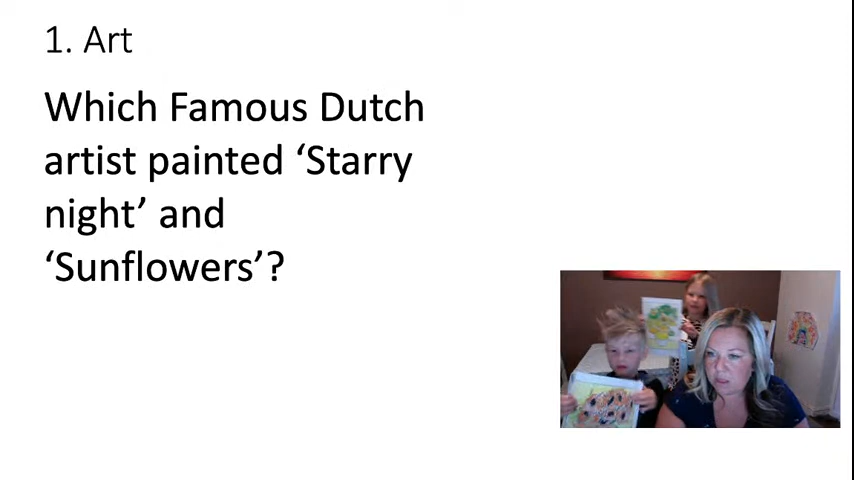 1. Art
Which Famous Dutch
artist painted ‘Starry
night’ and
‘Sunflowers’?